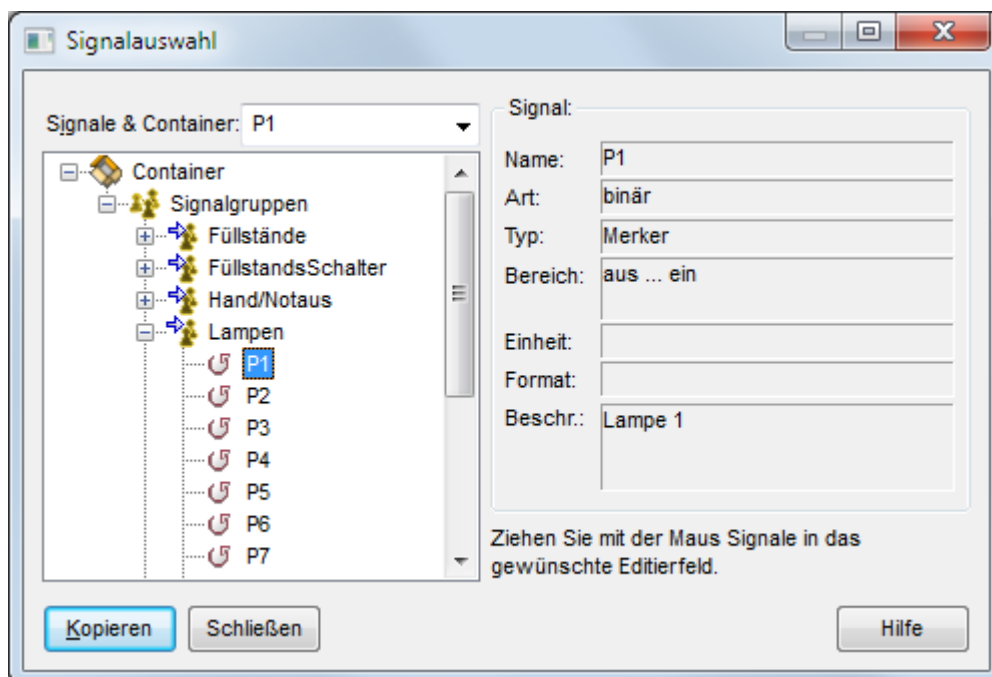 Signalauswahl
Signale & Container: P1
Container
Signalgruppen
Füllstände
FüllstandsSchalter
Hand/Notaus
Lampen
P1
P2
P3
P4
P5
P6
P7
Signal:
Name: P1
Art: binär
Typ: Merker
Bereich: aus ... ein
Einheit:
Format:
Beschr.: Lampe 1
Ziehen Sie mit der Maus Signale in das
gewünschte Editierfeld.
Kopieren Schließen Hilfe